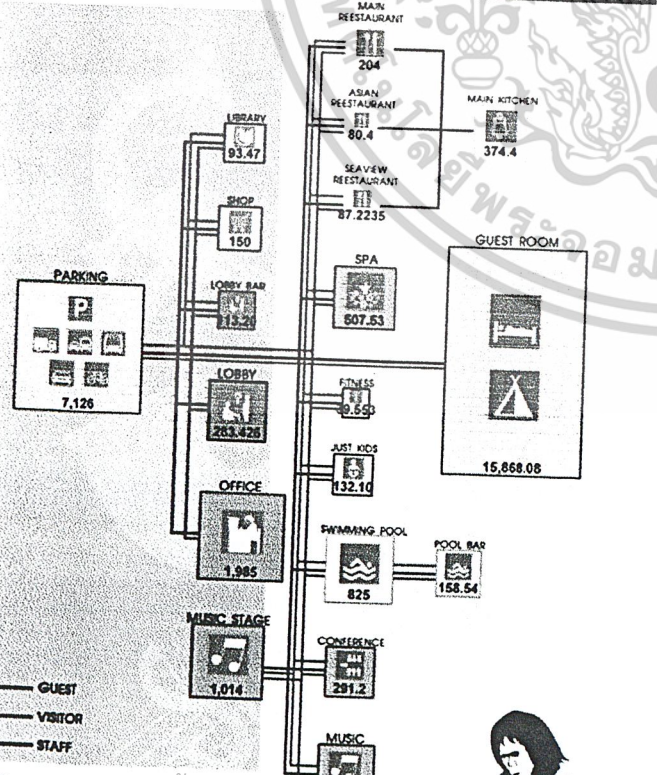 MAIN
REESTAURANT
204
ASIAN
REESTAURANT
80.4
MAIN KITCHEN
374.4
SEAVIEW
REESTAURANT
87.2235
LIBRARY
93.47
SHOP
150
LOBBY BAR
LOBBY
283.425
OFFICE
1,985
PARKING
P
7,126
SPA
507.53
GUEST ROOM
15,868.08
FITNESS
JUST KIDS
132.10
SWIMMING POOL
825
POOL BAR
158.54
MUSIC STAGE
1,014
CONFERENCE
291.2
MUSIC
GUEST
VISITOR
STAFF